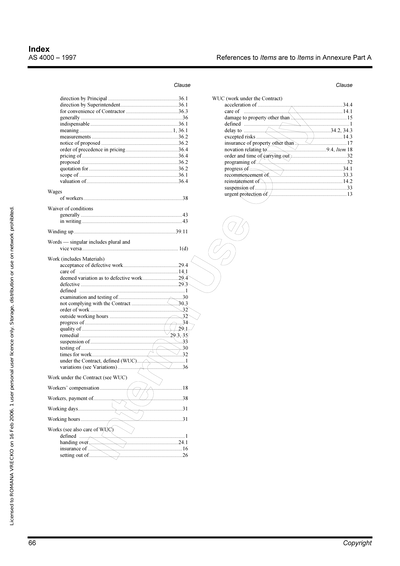 Index
AS 4000 – 1997
References to Items are to Items in Annexure Part A
Clause
direction by Principal 36.1
direction by Superintendent 36.1
for convenience of Contractor 36.3
generally 36
indispensable 36.1
meaning 1, 36.1
measurements 36.2
notice of proposed 36.2
order of precedence in pricing 36.4
pricing of 36.4
proposed 36.2
quotation for 36.2
scope of 36.1
valuation of 36.4
Wages
of workers 38
Waiver of conditions
generally 43
in writing 43
Winding up 39.11
Words — singular includes plural and
vice versa 1(d)
Work (includes Materials)
acceptance of defective work 29.4
care of 14.1
deemed variation as to defective work 29.4
defective 29.3
defined 1
examination and testing of 30
not complying with the Contract 30.3
order of work 32
outside working hours 32
progress of 34
quality of 29.1
remedial 29.3, 35
suspension of 33
testing of 30
times for work 32
under the Contract, defined (WUC) 1
variations (see Variations) 36
Work under the Contract (see WUC)
Workers' compensation 18
Workers, payment of 38
Working days 31
Working hours 31
Works (see also care of WUC)
defined 1
handing over 24.1
insurance of 16
setting out of 26
Clause
WUC (work under the Contract)
acceleration of 34.4
care of 14.1
damage to property other than 15
defined 1
delay to 34.2, 34.3
excepted risks 14.3
insurance of property other than 17
novation relating to 9.4, Item 18
order and time of carrying out 32
programing of 32
progress of 34.1
recommencement of 33.3
reinstatement of 14.2
suspension of 33
urgent protection of 13
Licensed to ROMANA VRECKO on 16 Feb 2006. 1 user personal user licence only. Storage, distribution or use on network prohibited.
Internal Use Only
66
Copyright